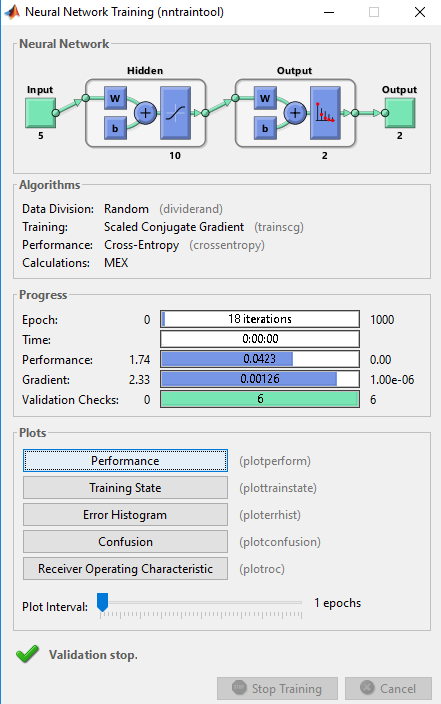 Neural Network Training (nntraintool)
Neural Network
Hidden Output
Input Output
W W
b b
5 10 2 2
Algorithms
Data Division: Random (dividerand)
Training: Scaled Conjugate Gradient (trainscg)
Performance: Cross-Entropy (crossentropy)
Calculations: MEX
Progress
Epoch: 0 18 iterations 1000
Time: 0:00:00
Performance: 1.74 0.0423 0.00
Gradient: 2.33 0.00126 1.00e-06
Validation Checks: 0 6 6
Plots
Performance (plotperform)
Training State (plottrainstate)
Error Histogram (ploterrhist)
Confusion (plotconfusion)
Receiver Operating Characteristic (plotroc)
Plot Interval: 1 epochs
Validation stop.
Stop Training Cancel